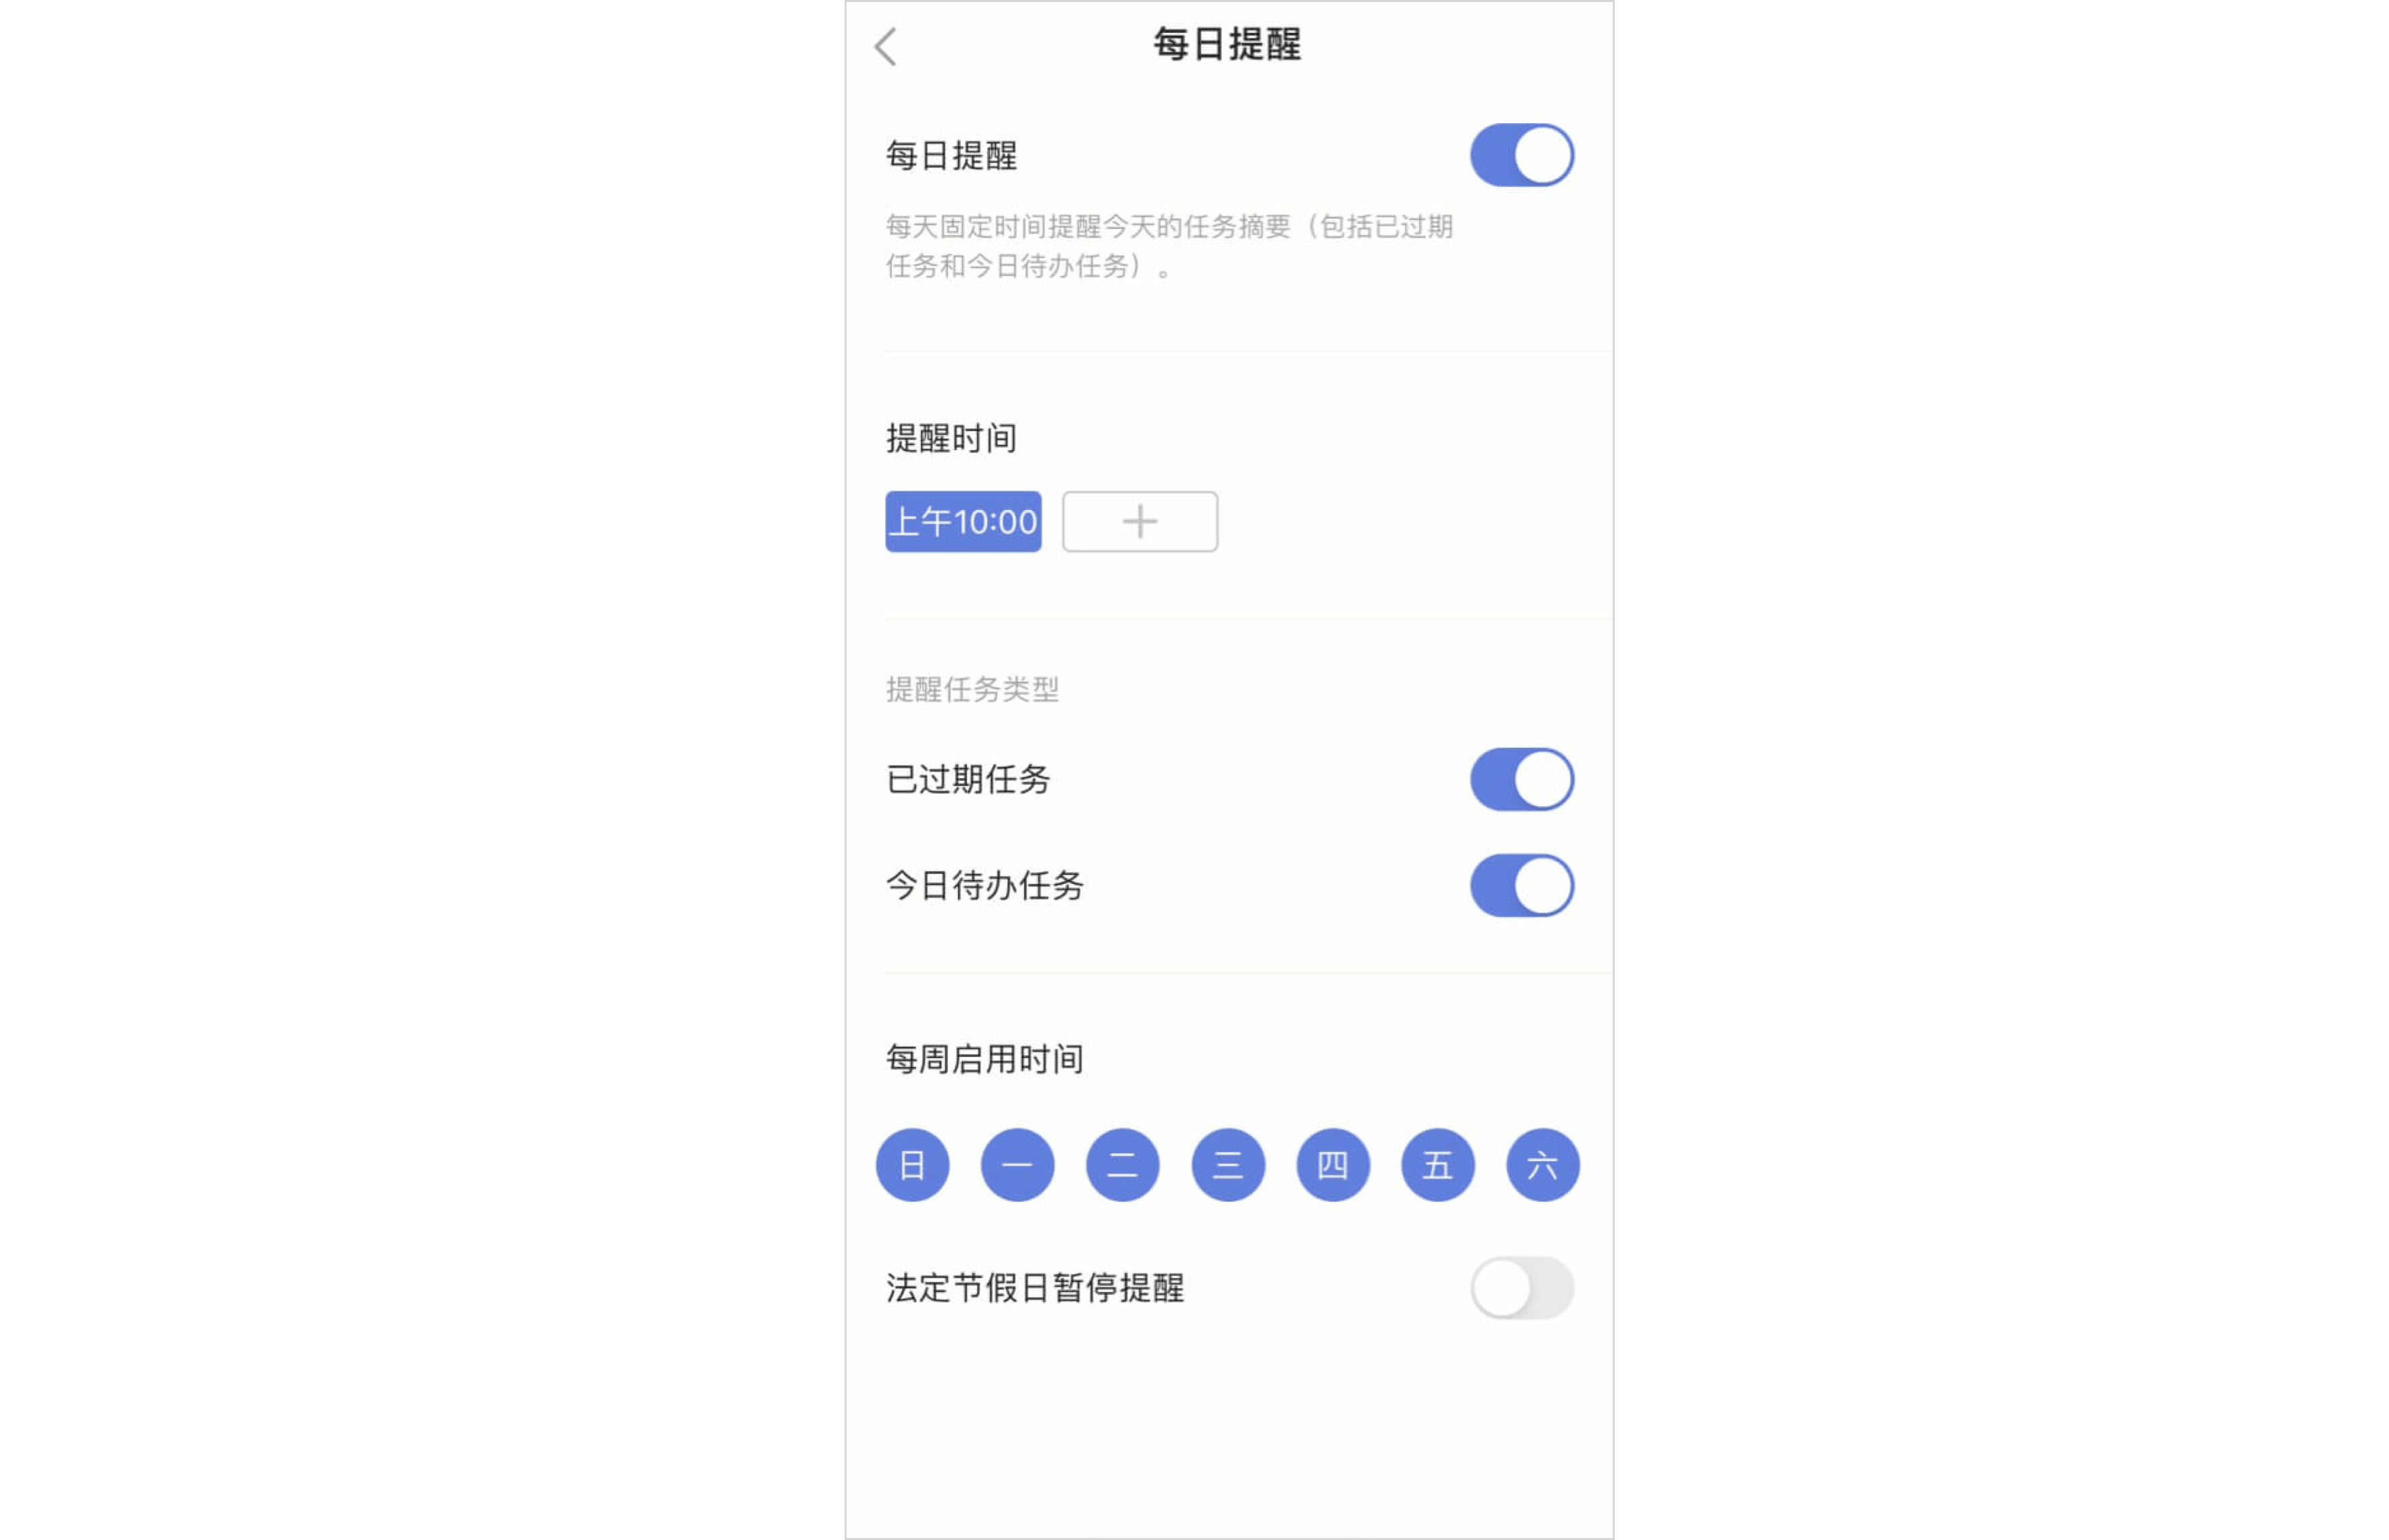 每日提醒
每日提醒
每天固定时间提醒今天的任务摘要（包括已过期
任务和今日待办任务）。
提醒时间
上午10:00
提醒任务类型
已过期任务
今日待办任务
每周启用时间
日 一 二 三 四 五 六
法定节假日暂停提醒